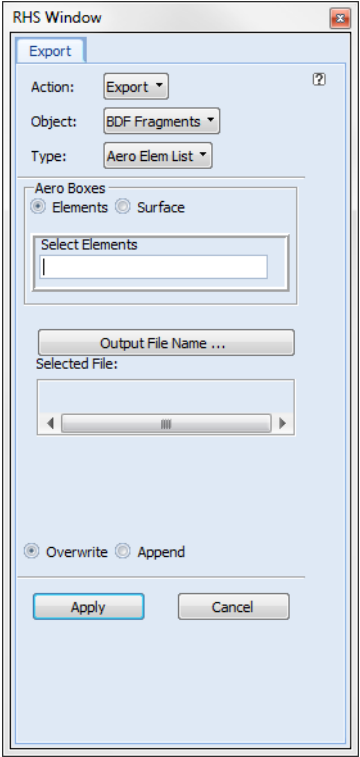 RHS Window
Export
?
Action: Export
Object: BDF Fragments
Type: Aero Elem List
Aero Boxes
Elements Surface
Select Elements
Output File Name ...
Selected File:
Overwrite Append
Apply Cancel